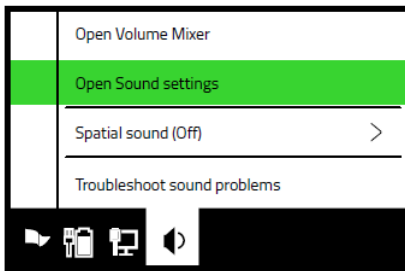 Open Volume Mixer
Open Sound settings
Spatial sound (Off)
Troubleshoot sound problems